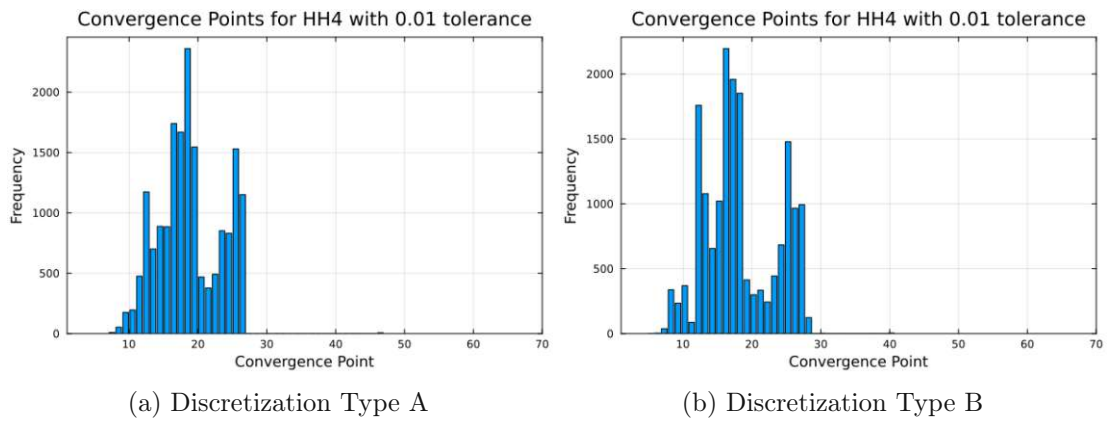 Convergence Points for HH4 with 0.01 tolerance
Frequency
2000
1500
1000
500
0
10 20 30 40 50 60 70
Convergence Point
(a) Discretization Type A
Convergence Points for HH4 with 0.01 tolerance
Frequency
2000
1500
1000
500
0
10 20 30 40 50 60 70
Convergence Point
(b) Discretization Type B